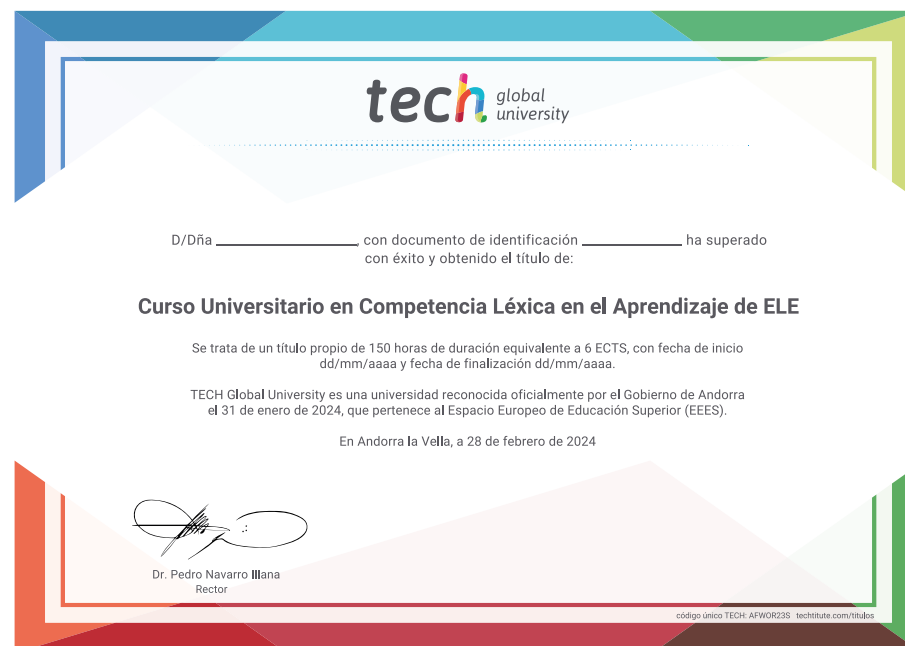 tech global
university
D/Dña ______________, con documento de identificación __________ ha superado
con éxito y obtenido el título de:
Curso Universitario en Competencia Léxica en el Aprendizaje de ELE
Se trata de un título propio de 150 horas de duración equivalente a 6 ECTS, con fecha de inicio
dd/mm/aaaa y fecha de finalización dd/mm/aaaa.
TECH Global University es una universidad reconocida oficialmente por el Gobierno de Andorra
el 31 de enero de 2024, que pertenece al Espacio Europeo de Educación Superior (EEES).
En Andorra la Vella, a 28 de febrero de 2024
Dr. Pedro Navarro Illana
Rector
código único TECH: AFWOR23S techtitute.com/titulos